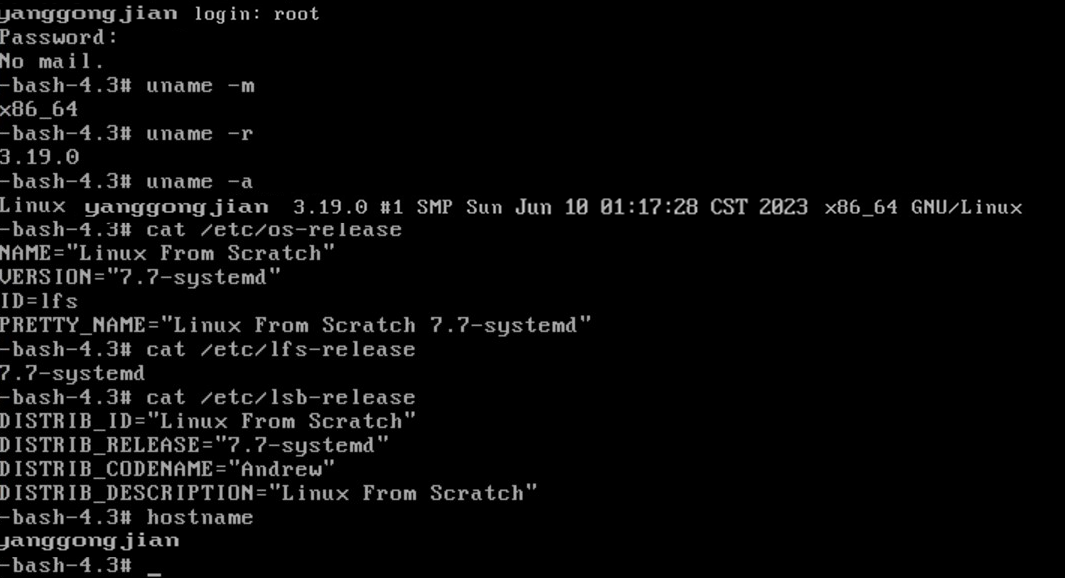 yanggongjian login: root
Password:
No mail.
-bash-4.3# uname -m
x86_64
-bash-4.3# uname -r
3.19.0
-bash-4.3# uname -a
Linux yanggongjian 3.19.0 #1 SMP Sun Jun 10 01:17:28 CST 2023 x86_64 GNU/Linux
-bash-4.3# cat /etc/os-release
NAME="Linux From Scratch"
VERSION="7.7-systemd"
ID=lfs
PRETTY_NAME="Linux From Scratch 7.7-systemd"
-bash-4.3# cat /etc/lfs-release
7.7-systemd
-bash-4.3# cat /etc/lsb-release
DISTRIB_ID="Linux From Scratch"
DISTRIB_RELEASE="7.7-systemd"
DISTRIB_CODENAME="Andrew"
DISTRIB_DESCRIPTION="Linux From Scratch"
-bash-4.3# hostname
yanggongjian
-bash-4.3# _